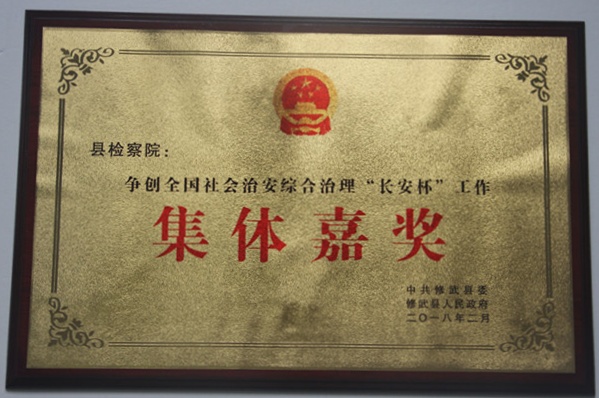 县检察院：
争创全国社会治安综合治理“长安杯”工作
集体嘉奖
中共修武县委
修武县人民政府
二〇一八年二月